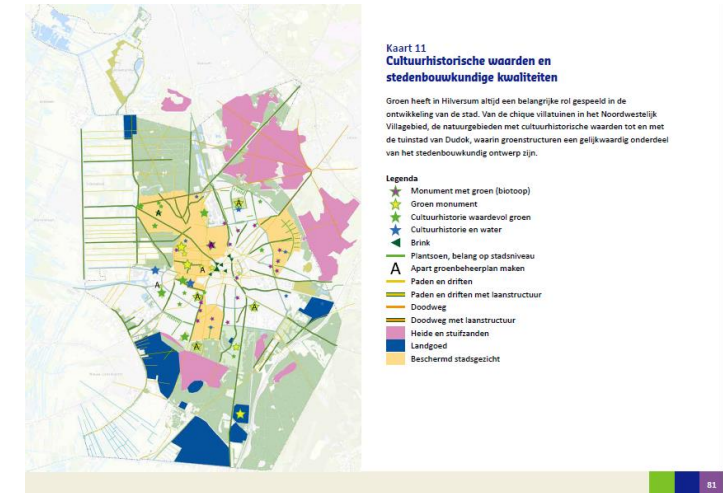 Kaart 11
Cultuurhistorische waarden en
stedenbouwkundige kwaliteiten
Groen heeft in Hilversum altijd een belangrijke rol gespeeld in de
ontwikkeling van de stad. Van de chique villatuinen in het Noordwestelijk
Villagebied, de natuurgebieden met cultuurhistorische waarden tot en met
de tuinstad van Dudok, waarin groenstructuren een gelijkwaardig onderdeel
van het stedenbouwkundig ontwerp zijn.
Legenda
Monument met groen (biotoop)
Groen monument
Cultuurhistorie waardevol groen
Cultuurhistorie en water
Brink
Plantsoen, belang op stadsniveau
A Apart groenbeheerplan maken
Paden en driften
Paden en driften met laanstructuur
Doodweg
Doodweg met laanstructuur
Heide en stuifzanden
Landgoed
Beschermd stadsgezicht
A
A
A
A
A
A
A
81